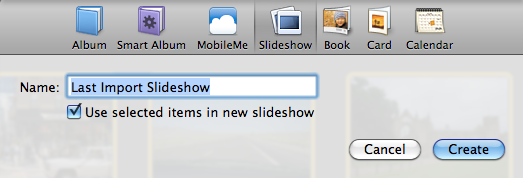 Album Smart Album MobileMe Slideshow Book Card Calendar
Name: Last Import Slideshow
Use selected items in new slideshow
Cancel Create